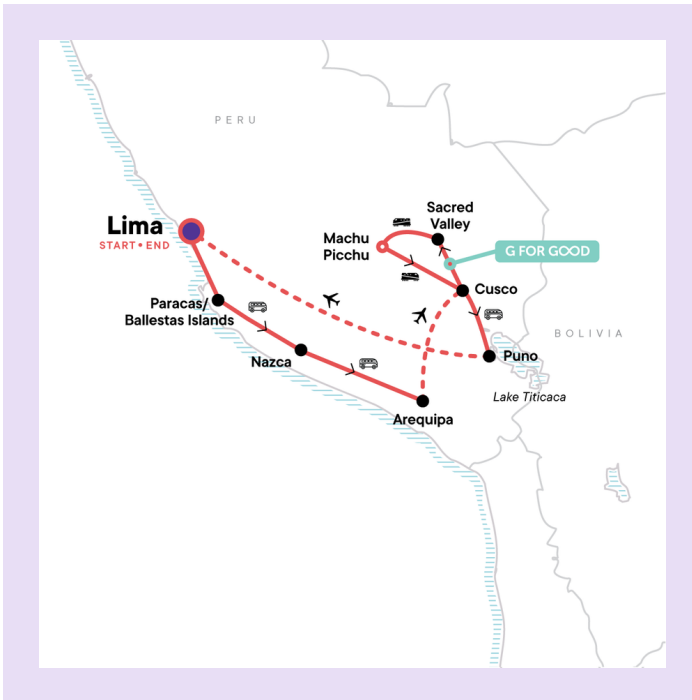 PERU
Lima
START • END
Sacred
Valley
Machu
Picchu
G FOR GOOD
Cusco
Paracas/
Ballestas Islands
BOLIVIA
Nazca
Puno
Lake Titicaca
Arequipa